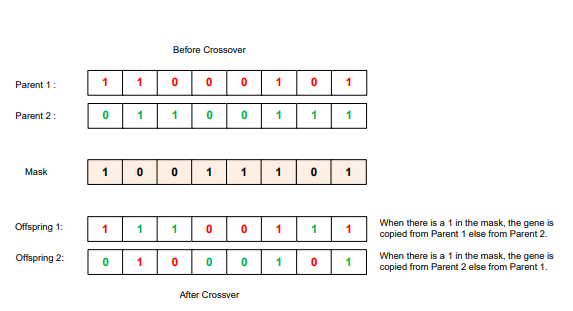 Before Crossover
Parent 1 : 1 1 0 0 0 1 0 1
Parent 2 : 0 1 1 0 0 1 1 1
Mask 1 0 0 1 1 1 0 1
Offspring 1: 1 1 1 0 0 1 1 1
When there is a 1 in the mask, the gene is
copied from Parent 1 else from Parent 2.
Offspring 2: 0 1 0 0 0 1 0 1
When there is a 1 in the mask, the gene is
copied from Parent 2 else from Parent 1.
After Crossver